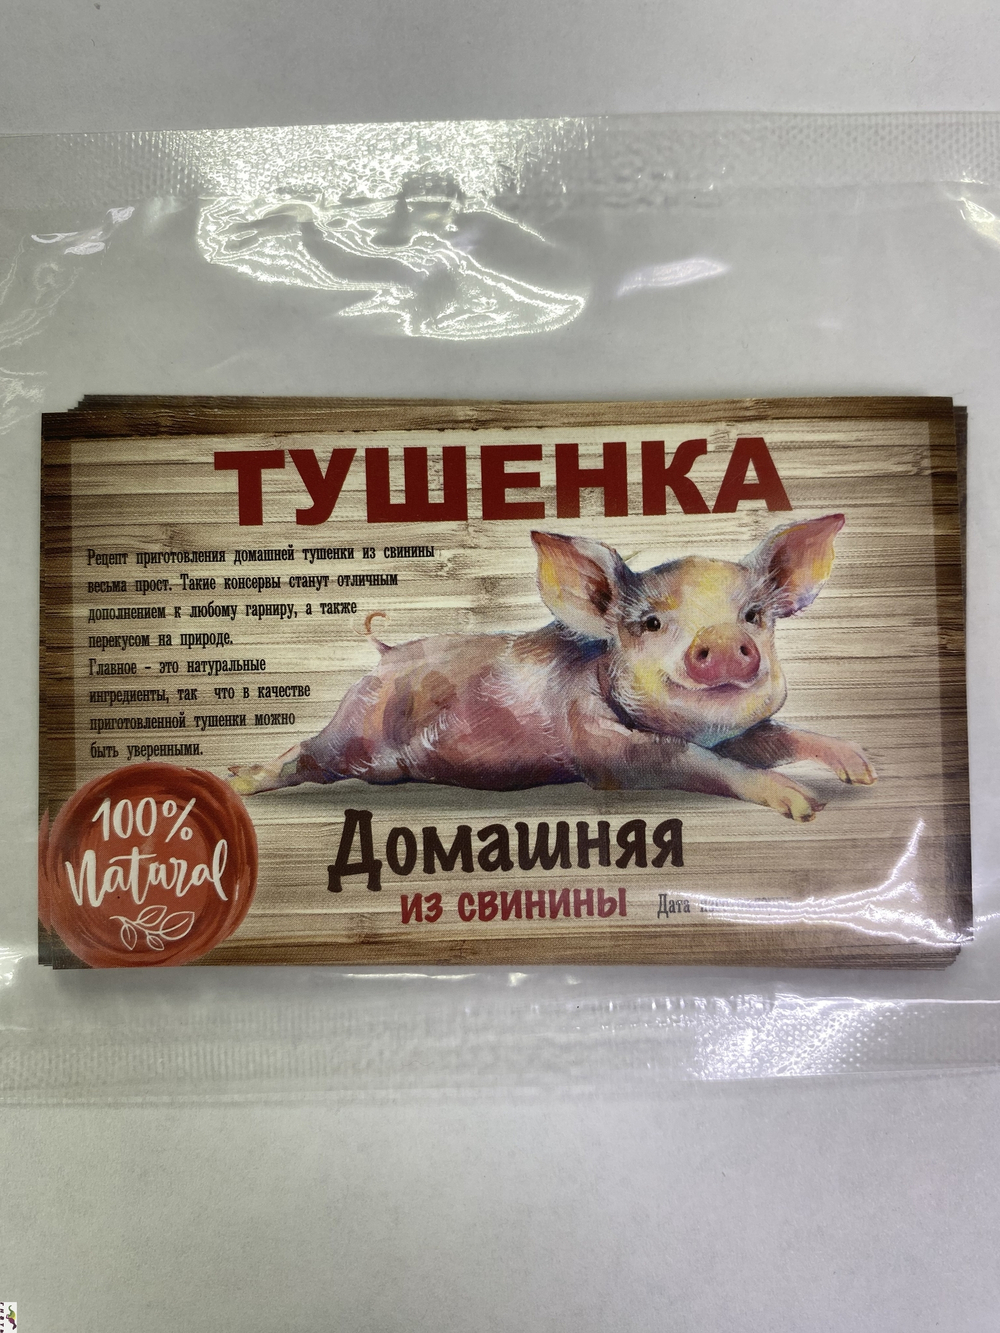 ТУШЕНКА
Рецепт приготовления домашней тушенки из свинины
весьма прост. Такие консервы станут отличным
дополнением к любому гарниру, а также
перекусом на природе.
Главное - это натуральные
ингредиенты, так что в качестве
приготовленной тушенки можно
быть уверенными.
100%
Natural
Домашняя
из свинины
Дата